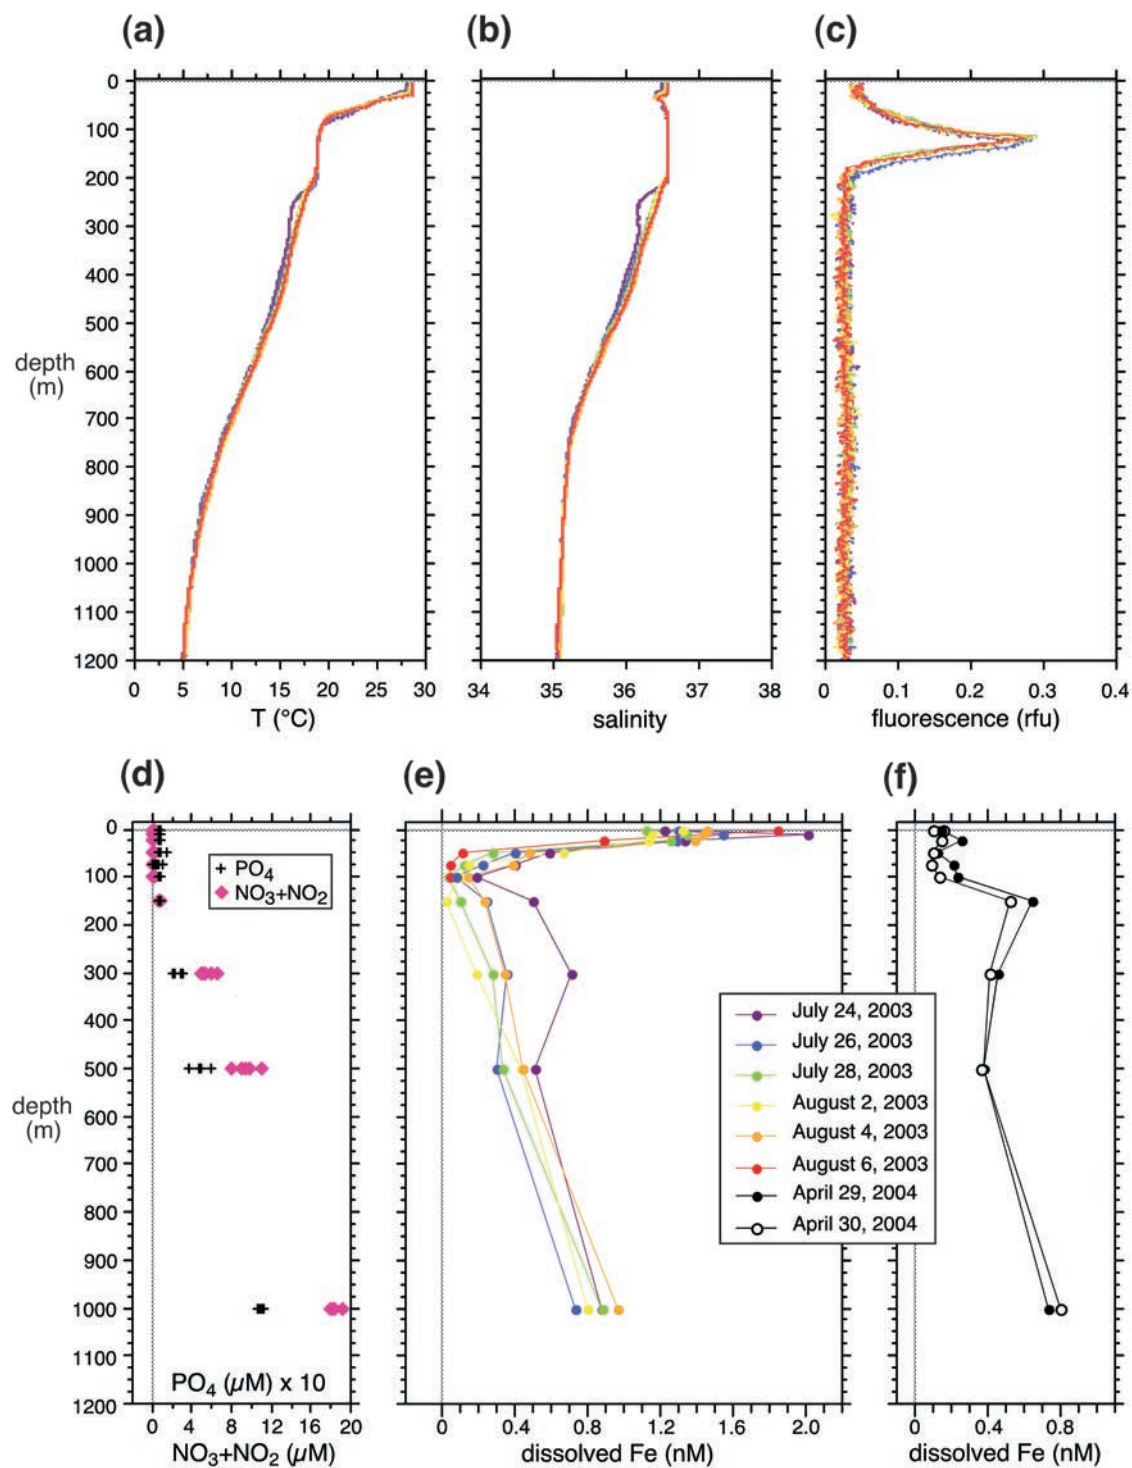 (a) (b) (c)
0
100
200
300
400
500
600
700
800
900
1000
1100
1200
depth
(m)
0 5 10 15 20 25 30
34 35 36 37 38
0 0.1 0.2 0.3 0.4
T (°C) salinity fluorescence (rfu)
(d) (e) (f)
0
100
200
300
400
500
600
700
800
900
1000
1100
1200
depth
(m)
PO4
NO3+NO2
July 24, 2003
July 26, 2003
July 28, 2003
August 2, 2003
August 4, 2003
August 6, 2003
April 29, 2004
April 30, 2004
PO4 (µM) x 10
0 4 8 12 16 20
0 0.4 0.8 1.2 1.6 2.0
0 0.4 0.8
NO3+NO2 (µM) dissolved Fe (nM) dissolved Fe (nM)